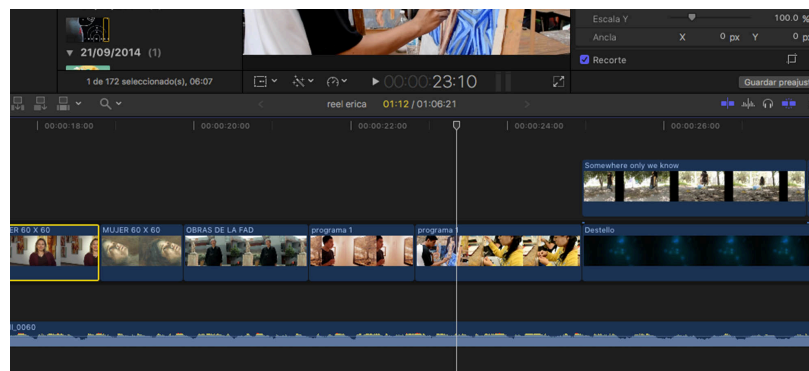 Escala Y 100.0 %
Ancla X 0 px Y 0 p
▼ 21/09/2014 (1)
Recorte
1 de 172 seleccionado(s), 06:07
00:00:23:10
Guardar preajust
reel erica 01:12 / 01:06:21
00:00:18:00 00:00:20:00 00:00:22:00 00:00:24:00 00:00:26:00
Somewhere only we know
ER 60 X 60 MUJER 60 X 60 OBRAS DE LA FAD programa 1 programa 1 Destello
I_0060